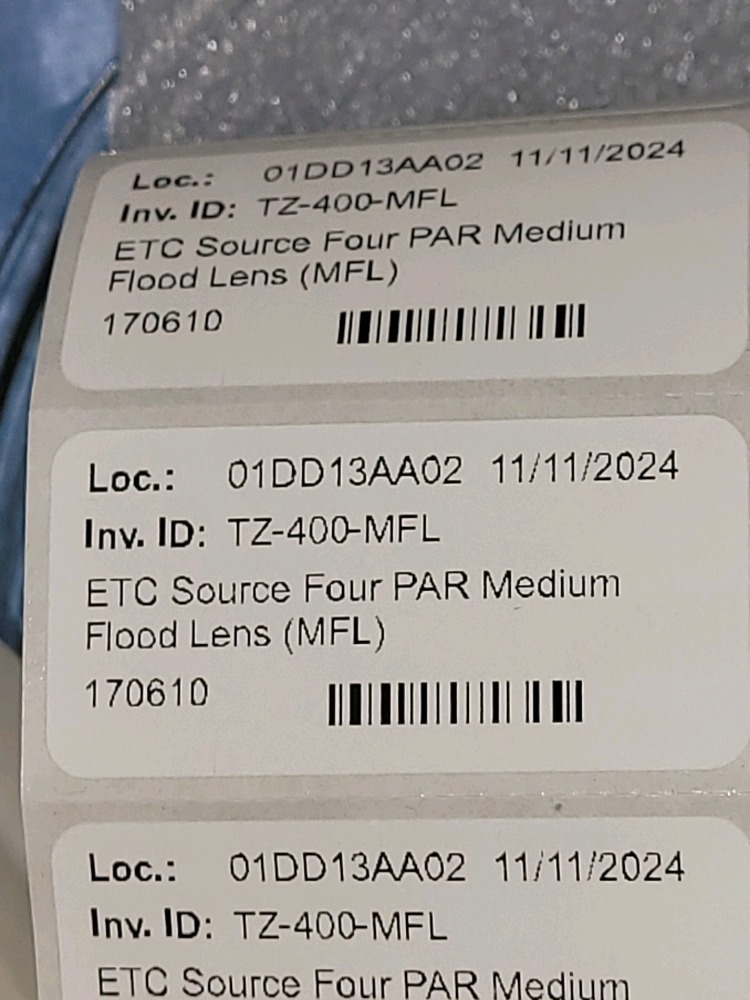 Loc.: 01DD13AA02 11/11/2024
Inv. ID: TZ-400-MFL
ETC Source Four PAR Medium
Flood Lens (MFL)
170610
Loc.: 01DD13AA02 11/11/2024
Inv. ID: TZ-400-MFL
ETC Source Four PAR Medium
Flood Lens (MFL)
170610
Loc.: 01DD13AA02 11/11/2024
Inv. ID: TZ-400-MFL
ETC Source Four PAR Medium